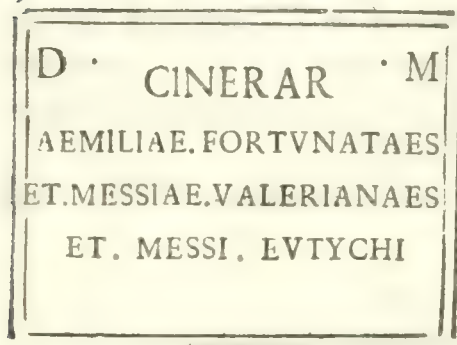 D · · M
CINERAR
AEMILIAE. FORTVNATAES
ET. MESSIAE. VALERIANAES
ET. MESSI. EVTYCHI